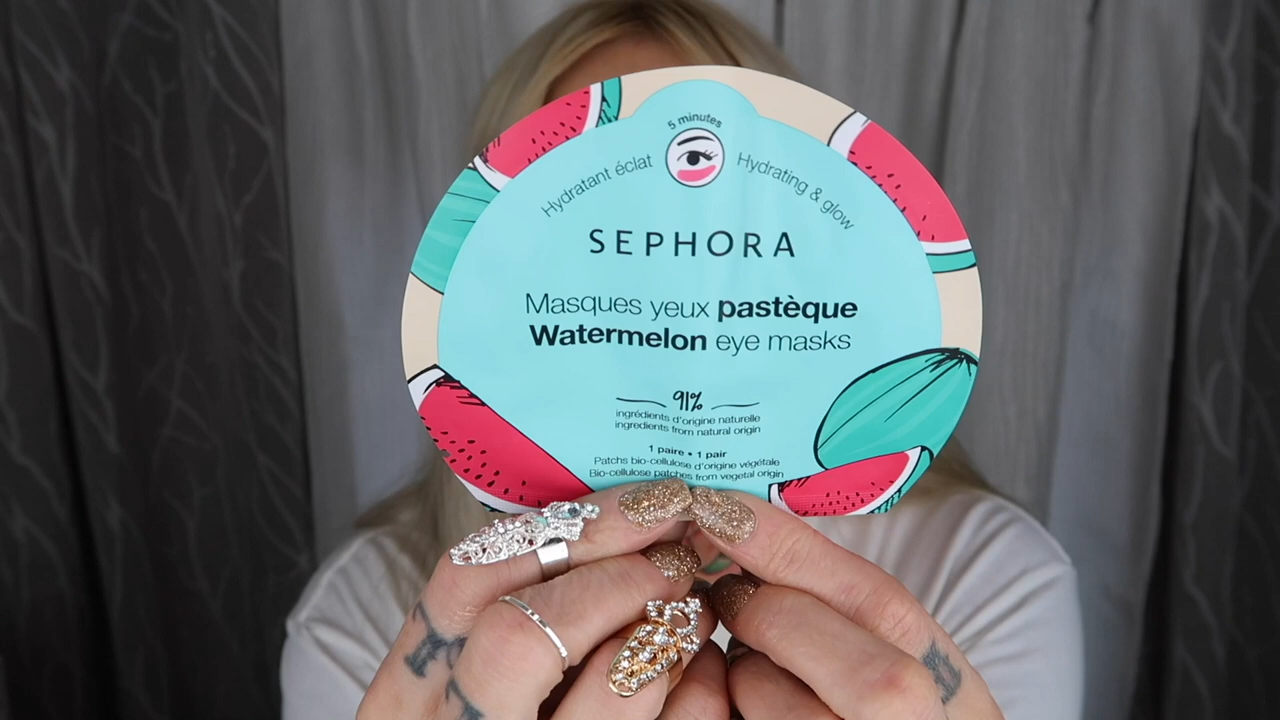 5 minutes
Hydratant éclat
Hydrating & glow
SEPHORA
Masques yeux pastèque
Watermelon eye masks
91%
ingrédients d'origine naturelle
ingredients from natural origin
1 paire • 1 pair
Patchs bio-cellulose d'origine végétale
Bio-cellulose patches from vegetal origin